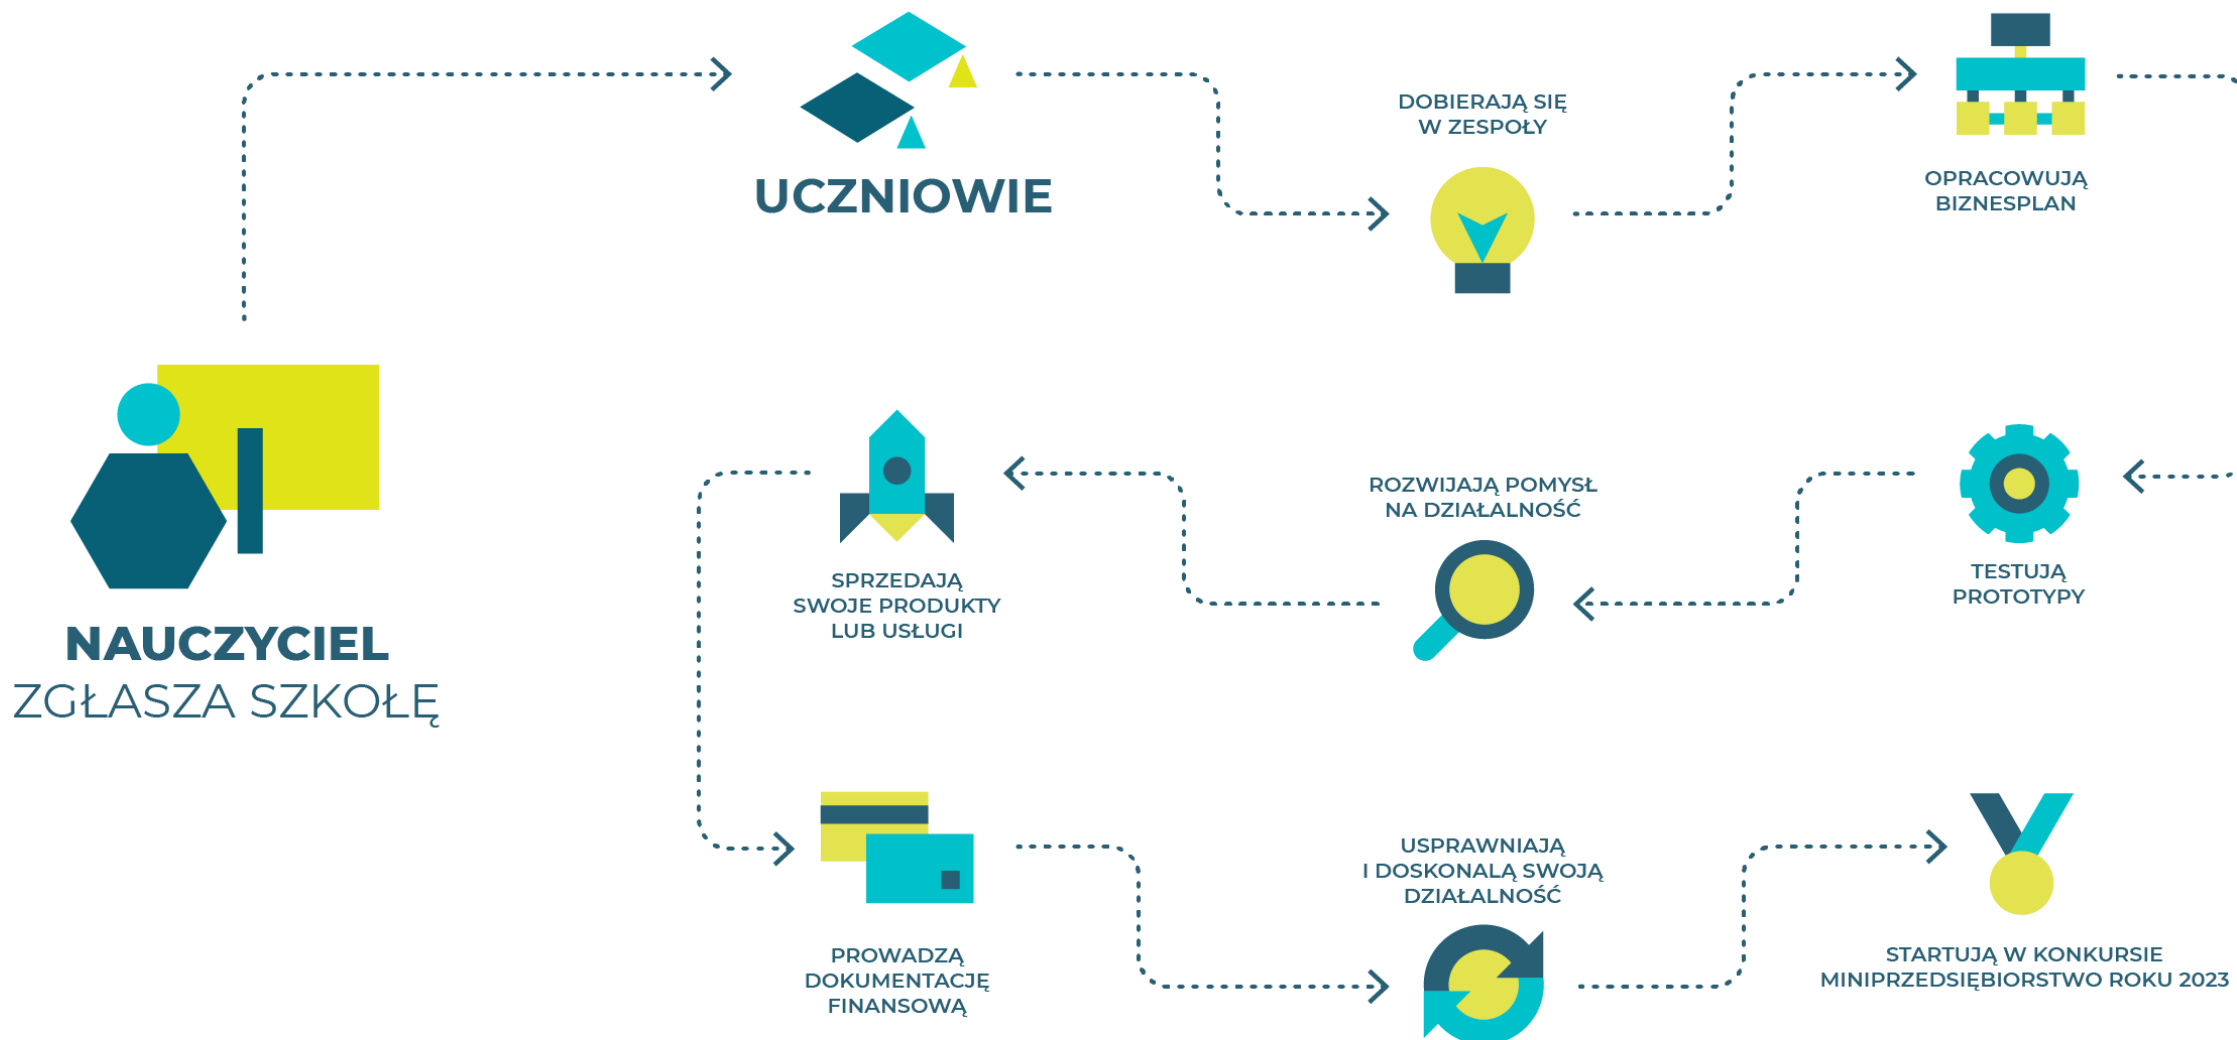 NAUCZYCIEL
ZGŁASZA SZKOŁĘ
UCZNIOWIE
DOBIERAJĄ SIĘ
W ZESPOŁY
OPRACOWUJĄ
BIZNESPLAN
TESTUJĄ
PROTOTYPY
ROZWIJAJĄ POMYSŁ
NA DZIAŁALNOŚĆ
SPRZEDAJĄ
SWOJE PRODUKTY
LUB USŁUGI
PROWADZĄ
DOKUMENTACJĘ
FINANSOWĄ
USPRAWNIAJĄ
I DOSKONALĄ SWOJĄ
DZIAŁALNOŚĆ
STARTUJĄ W KONKURSIE
MINIPRZEDSIĘBIORSTWO ROKU 2023